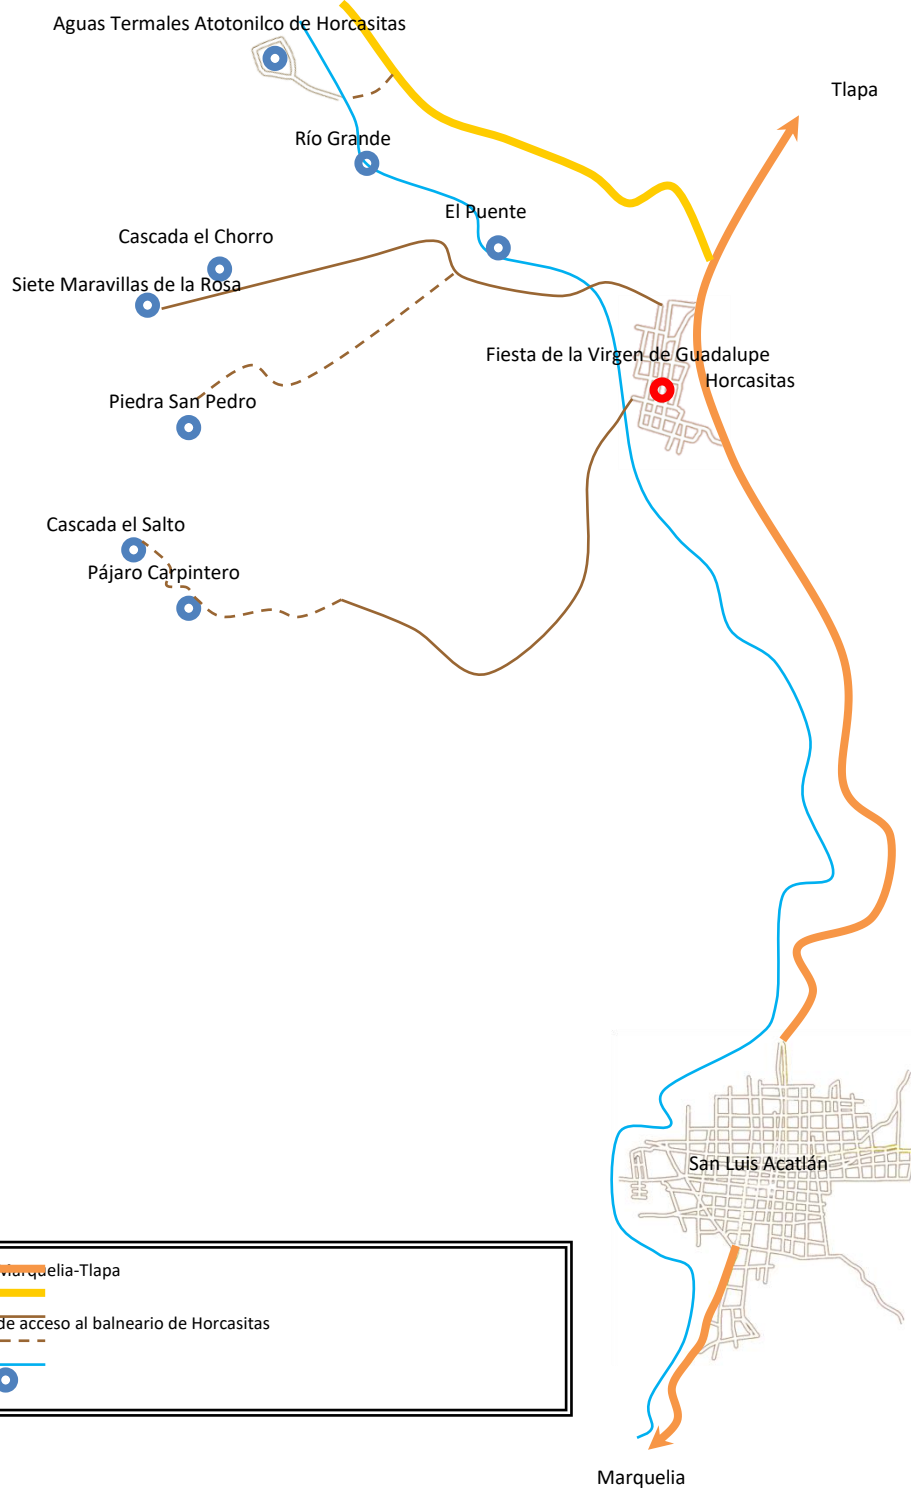 Aguas Termales Atotonilco de Horcasitas
Tlapa
Río Grande
El Puente
Cascada el Chorro
Siete Maravillas de la Rosa
Fiesta de la Virgen de Guadalupe
Horcasitas
Piedra San Pedro
Cascada el Salto
Pájaro Carpintero
San Luis Acatlán
Marquelia-Tlapa
de acceso al balneario de Horcasitas
Marquelia